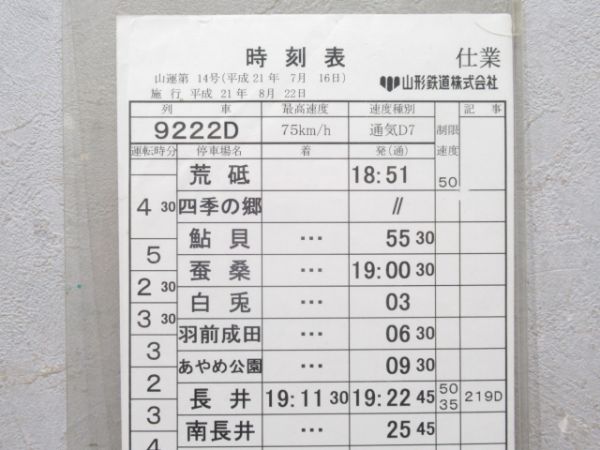 時刻表 仕業
山運第 14号(平成21年 7月 16日)
施行 平成 21年 8月 22日
山形鉄道株式会社
列車 最高速度 速度種別 記事
9222D 75km/h 通気D7 制限速度
運転時分 停車場名 着 発(通)
荒砥 18:51 50
4 30 四季の郷 〃
鮎貝 … 55 30
5 蚕桑 … 19:00 30
2 30 白兎 … 03
3 30 羽前成田 … 06 30
3 あやめ公園 … 09 30
2 長井 19:11 30 19:22 45 50 35 219D
3 南長井 … 25 45
4